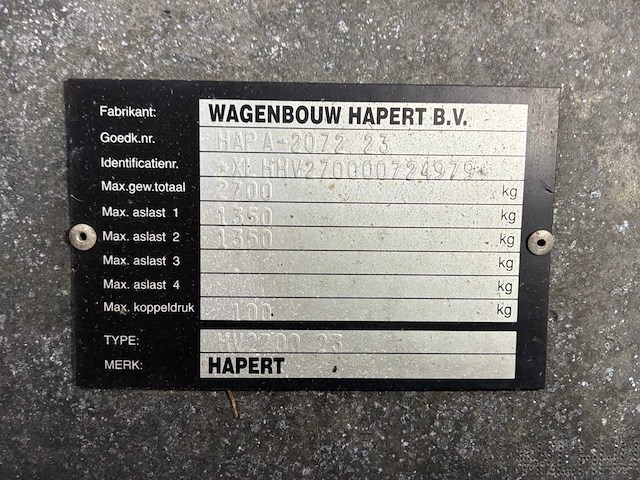 Fabrikant: WAGENBOUW HAPERT B.V.
Goedk.nr. HAPA-2072 23
Identificatienr. *XLHHV270000724979*
Max.gew.totaal 2700 kg
Max. aslast 1 1350 kg
Max. aslast 2 1350 kg
Max. aslast 3 kg
Max. aslast 4 kg
Max. koppeldruk 100 kg
TYPE: HV2700 23
MERK: HAPERT